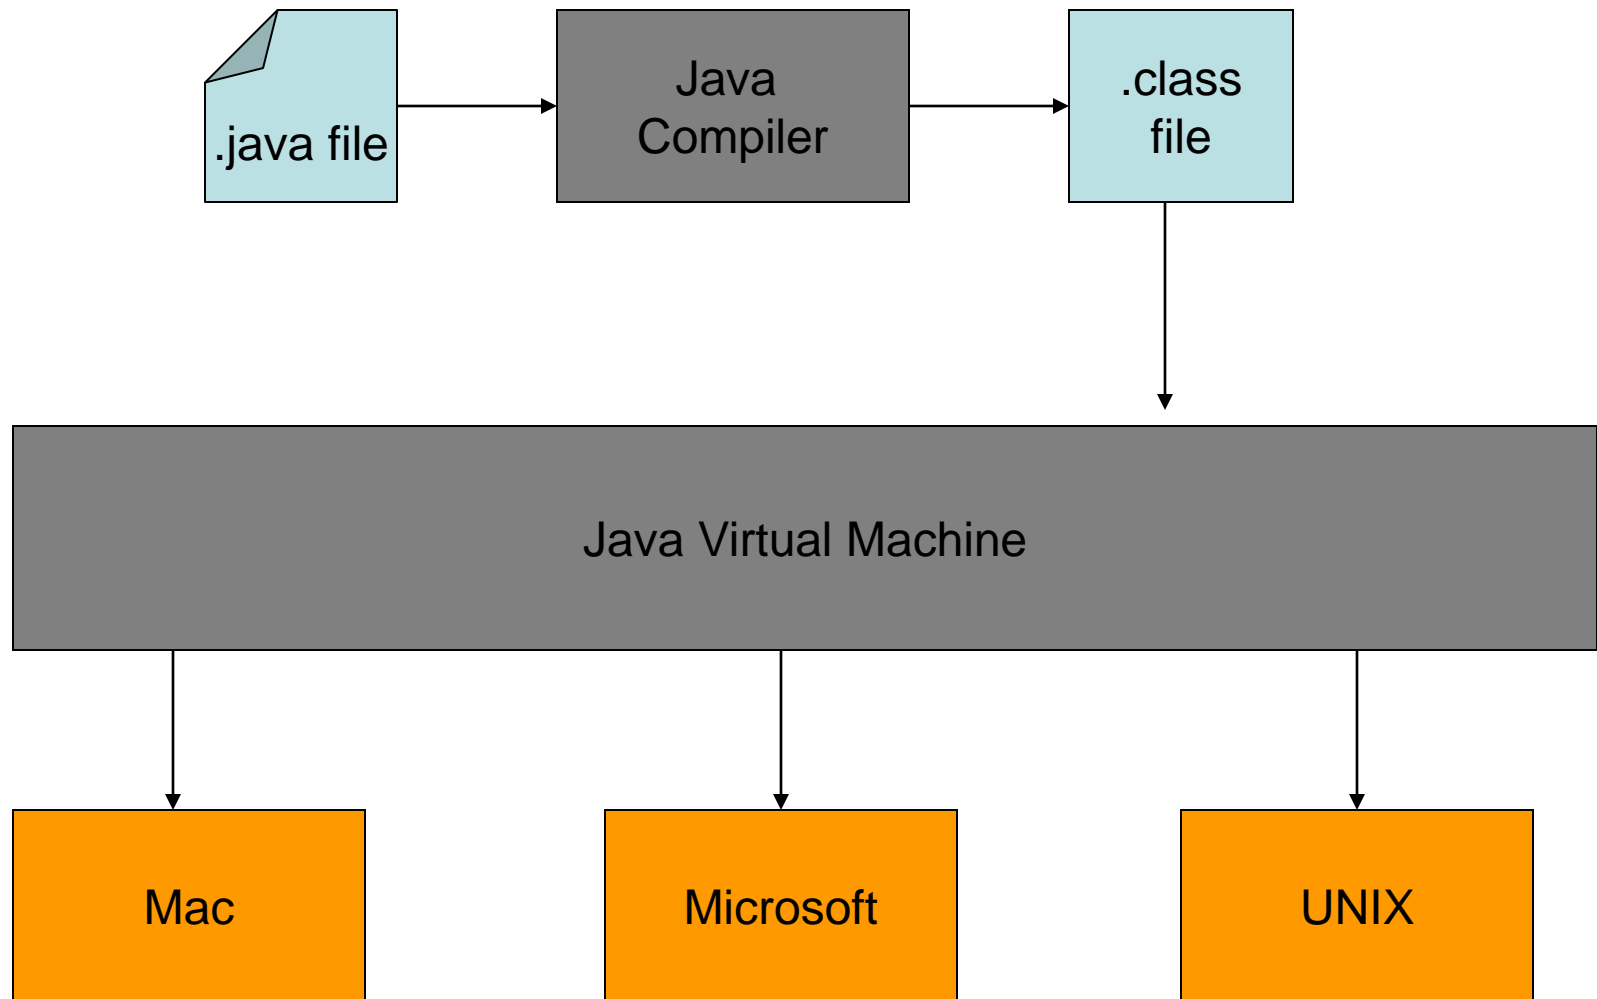 .java file
Java
Compiler
.class
file
Java Virtual Machine
Mac
Microsoft
UNIX